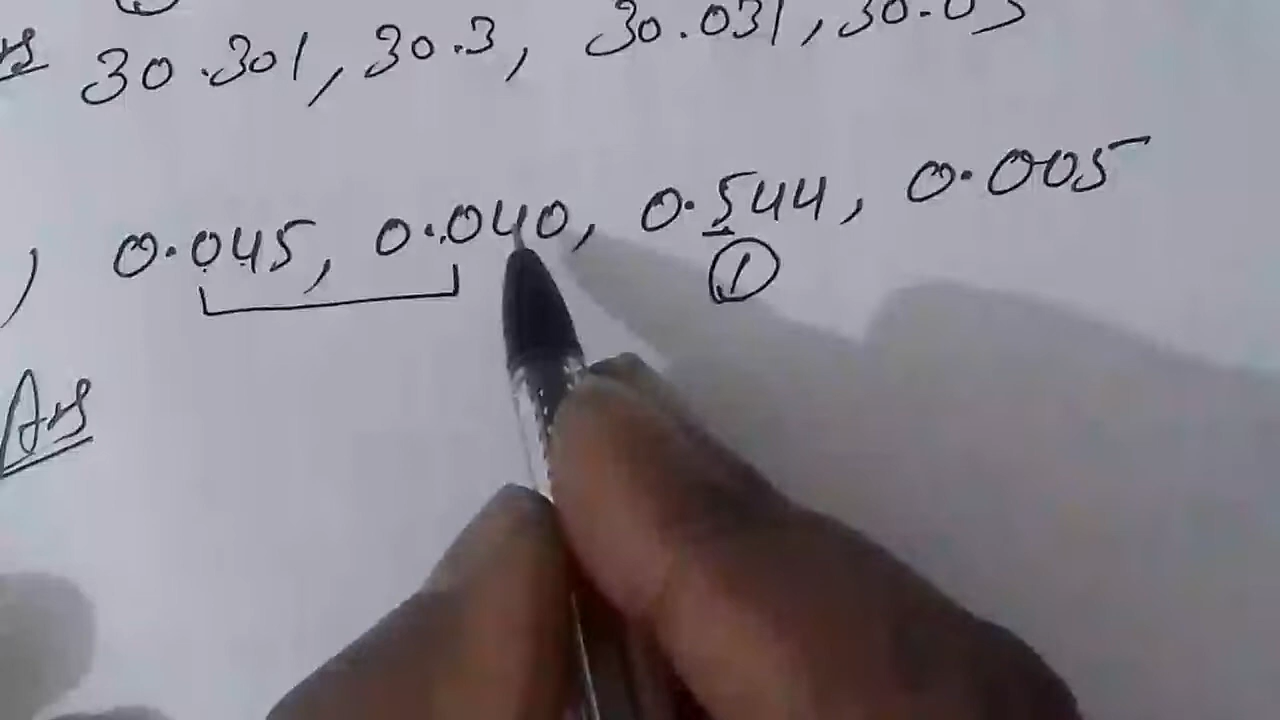 30.301, 30.3, 30.031, 30.03
) 0.045, 0.040, 0.544, 0.005
1
Ans